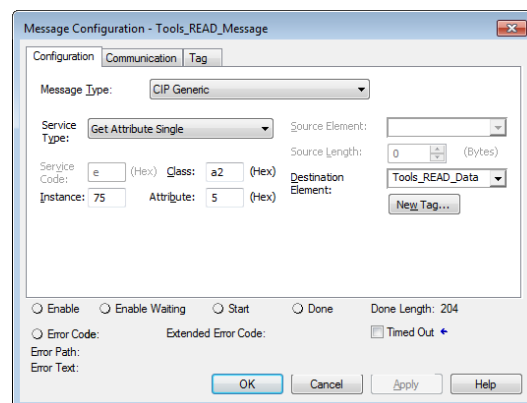 Message Configuration - Tools_READ_Message
Configuration Communication Tag
Message Type: CIP Generic
Service Type: Get Attribute Single
Source Element:
Source Length: 0 (Bytes)
Service Code: e (Hex) Class: a2 (Hex)
Destination Element: Tools_READ_Data
Instance: 75 Attribute: 5 (Hex)
New Tag...
Enable Enable Waiting Start Done Done Length: 204
Error Code: Extended Error Code: Timed Out
Error Path:
Error Text:
OK Cancel Apply Help